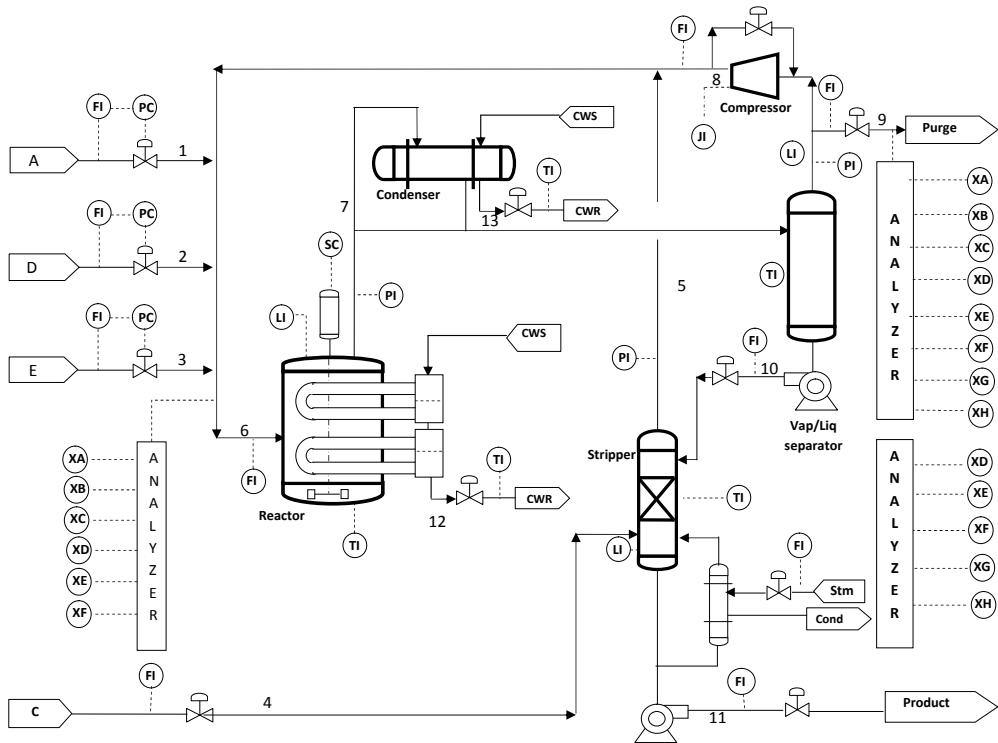 FI
8
Compressor
JI
FI
9
Purge
LI
PI
FI
PC
A
1
CWS
Condenser
TI
CWR
13
7
FI
PC
D
2
SC
PI
LI
FI
PC
E
3
CWS
6
FI
Reactor
TI
TI
CWR
12
5
PI
TI
FI
10
Vap/Liq
separator
Stripper
TI
LI
FI
Stm
Cond
A
N
A
L
Y
Z
E
R
XA
XB
XC
XD
XE
XF
XG
XH
A
N
A
L
Y
Z
E
R
XD
XE
XF
XG
XH
A
N
A
L
Y
Z
E
R
XA
XB
XC
XD
XE
XF
FI
C
4
FI
11
Product